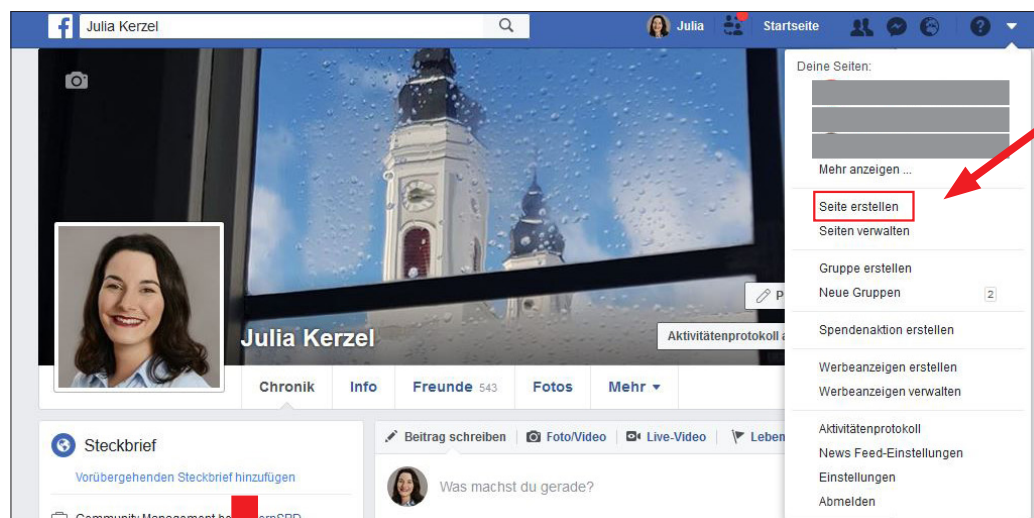 f Julia Kerzel Julia Startseite ?
Deine Seiten:
Mehr anzeigen ...
Seite erstellen
Seiten verwalten
Gruppe erstellen
Neue Gruppen 2
Spendenaktion erstellen
Werbeanzeigen erstellen
Werbeanzeigen verwalten
Aktivitätenprotokoll
News Feed-Einstellungen
Einstellungen
Abmelden
Julia Kerzel
Aktivitätenprotokoll
Chronik Info Freunde 543 Fotos Mehr
Steckbrief
Vorübergehenden Steckbrief hinzufügen
Community Management
Beitrag schreiben Foto/Video Live-Video Leben
Was machst du gerade?